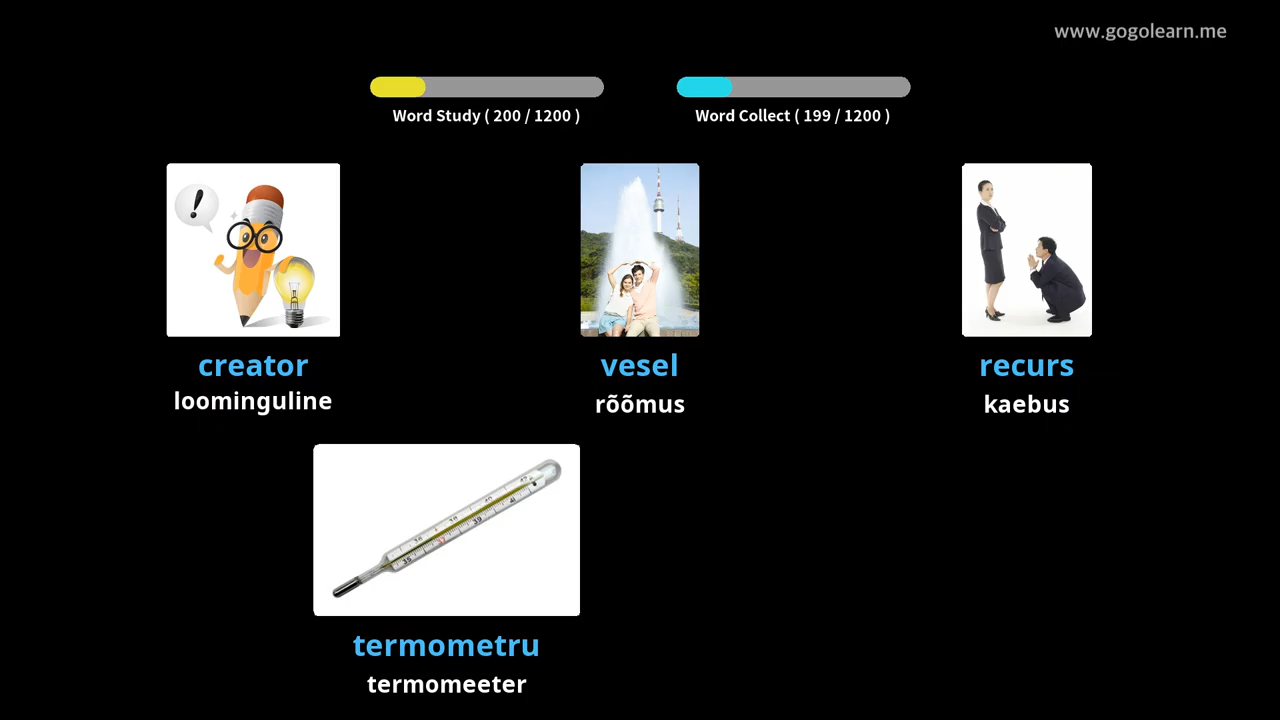 www.gogolearn.me
Word Study ( 200 / 1200 )
Word Collect ( 199 / 1200 )
creator
loominguline
vesel
rõõmus
recurs
kaebus
termometru
termomeeter